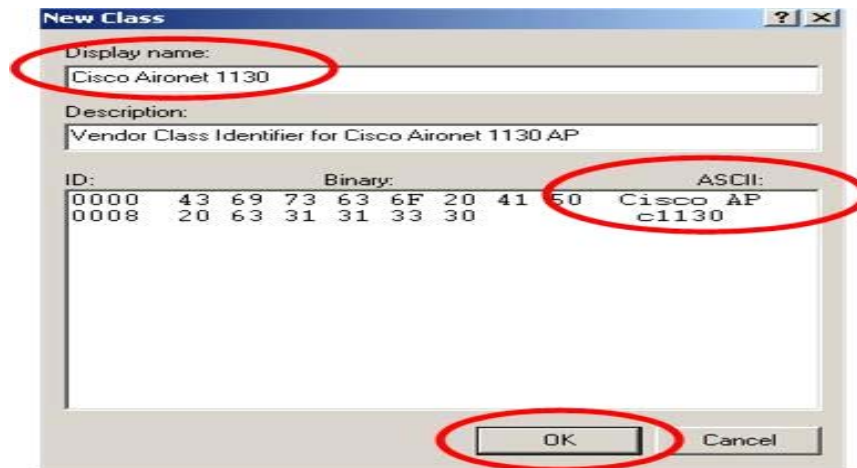 New Class
Display name:
Cisco Aironet 1130
Description:
Vendor Class Identifier for Cisco Aironet 1130 AP
ID: Binary: ASCII:
0000 43 69 73 63 6F 20 41 50 Cisco AP
0008 20 63 31 31 33 30 c1130
OK Cancel